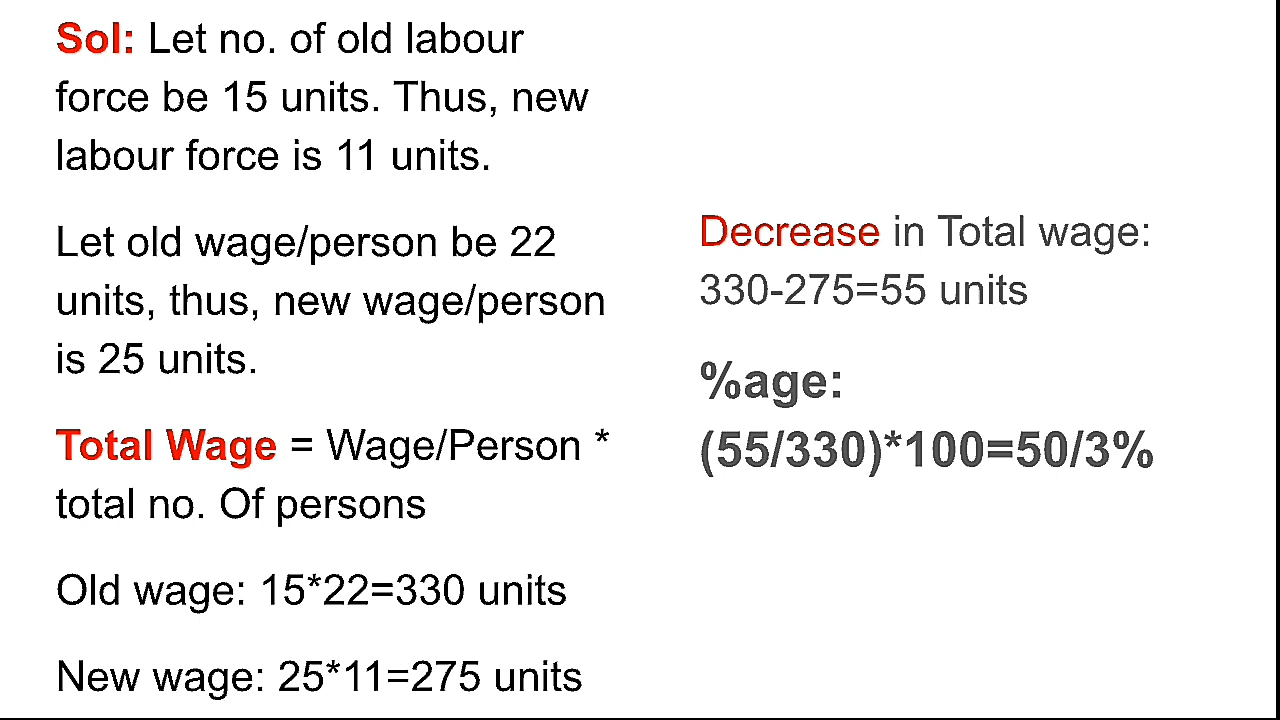 Sol: Let no. of old labour
force be 15 units. Thus, new
labour force is 11 units.
Let old wage/person be 22
units, thus, new wage/person
is 25 units.
Total Wage = Wage/Person *
total no. Of persons
Old wage: 15*22=330 units
New wage: 25*11=275 units
Decrease in Total wage:
330-275=55 units
%age:
(55/330)*100=50/3%